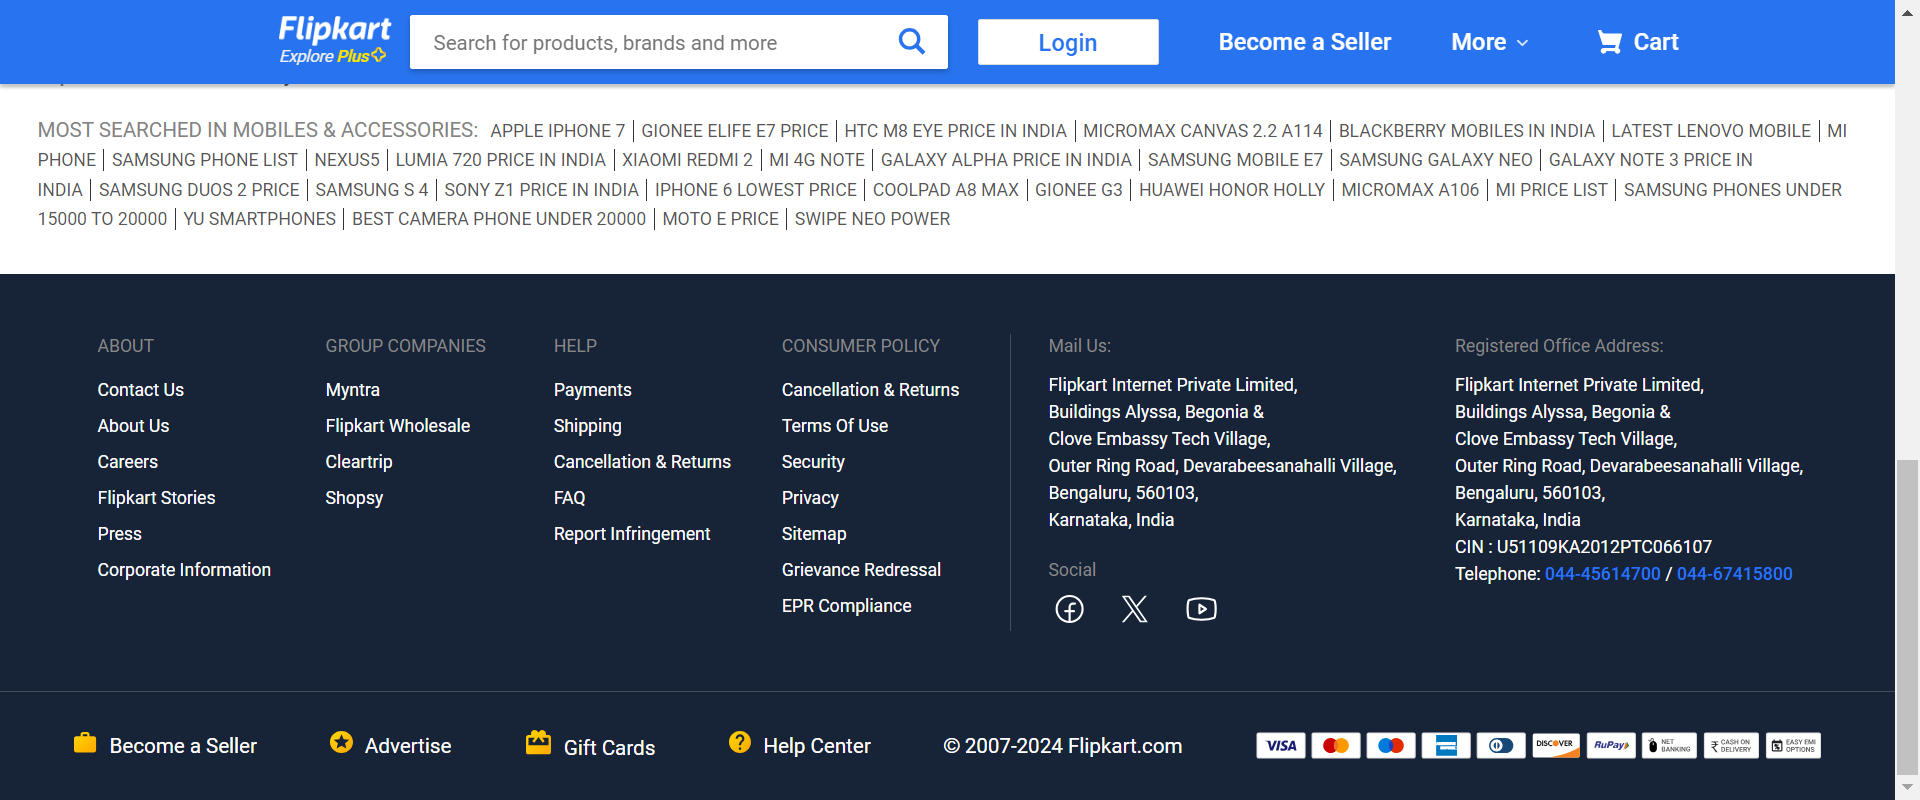 Flipkart
Explore Plus
Search for products, brands and more
Login
Become a Seller
More
Cart
MOST SEARCHED IN MOBILES & ACCESSORIES: APPLE IPHONE 7 | GIONEE ELIFE E7 PRICE | HTC M8 EYE PRICE IN INDIA | MICROMAX CANVAS 2.2 A114 | BLACKBERRY MOBILES IN INDIA | LATEST LENOVO MOBILE | MI
PHONE | SAMSUNG PHONE LIST | NEXUS5 | LUMIA 720 PRICE IN INDIA | XIAOMI REDMI 2 | MI 4G NOTE | GALAXY ALPHA PRICE IN INDIA | SAMSUNG MOBILE E7 | SAMSUNG GALAXY NEO | GALAXY NOTE 3 PRICE IN
INDIA | SAMSUNG DUOS 2 PRICE | SAMSUNG S 4 | SONY Z1 PRICE IN INDIA | IPHONE 6 LOWEST PRICE | COOLPAD A8 MAX | GIONEE G3 | HUAWEI HONOR HOLLY | MICROMAX A106 | MI PRICE LIST | SAMSUNG PHONES UNDER
15000 TO 20000 | YU SMARTPHONES | BEST CAMERA PHONE UNDER 20000 | MOTO E PRICE | SWIPE NEO POWER
ABOUT
Contact Us
About Us
Careers
Flipkart Stories
Press
Corporate Information
GROUP COMPANIES
Myntra
Flipkart Wholesale
Cleartrip
Shopsy
HELP
Payments
Shipping
Cancellation & Returns
FAQ
Report Infringement
CONSUMER POLICY
Cancellation & Returns
Terms Of Use
Security
Privacy
Sitemap
Grievance Redressal
EPR Compliance
Mail Us:
Flipkart Internet Private Limited,
Buildings Alyssa, Begonia &
Clove Embassy Tech Village,
Outer Ring Road, Devarabeesanahalli Village,
Bengaluru, 560103,
Karnataka, India
Social
Registered Office Address:
Flipkart Internet Private Limited,
Buildings Alyssa, Begonia &
Clove Embassy Tech Village,
Outer Ring Road, Devarabeesanahalli Village,
Bengaluru, 560103,
Karnataka, India
CIN : U51109KA2012PTC066107
Telephone: 044-45614700 / 044-67415800
Become a Seller
Advertise
Gift Cards
Help Center
© 2007-2024 Flipkart.com
VISA
DISCOVER
RuPay
NET
BANKING
₹ CASH ON
DELIVERY
EASY EMI
OPTIONS